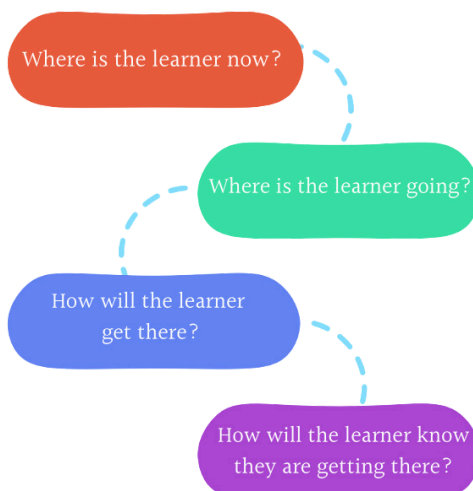 Where is the learner now?
Where is the learner going?
How will the learner
get there?
How will the learner know
they are getting there?